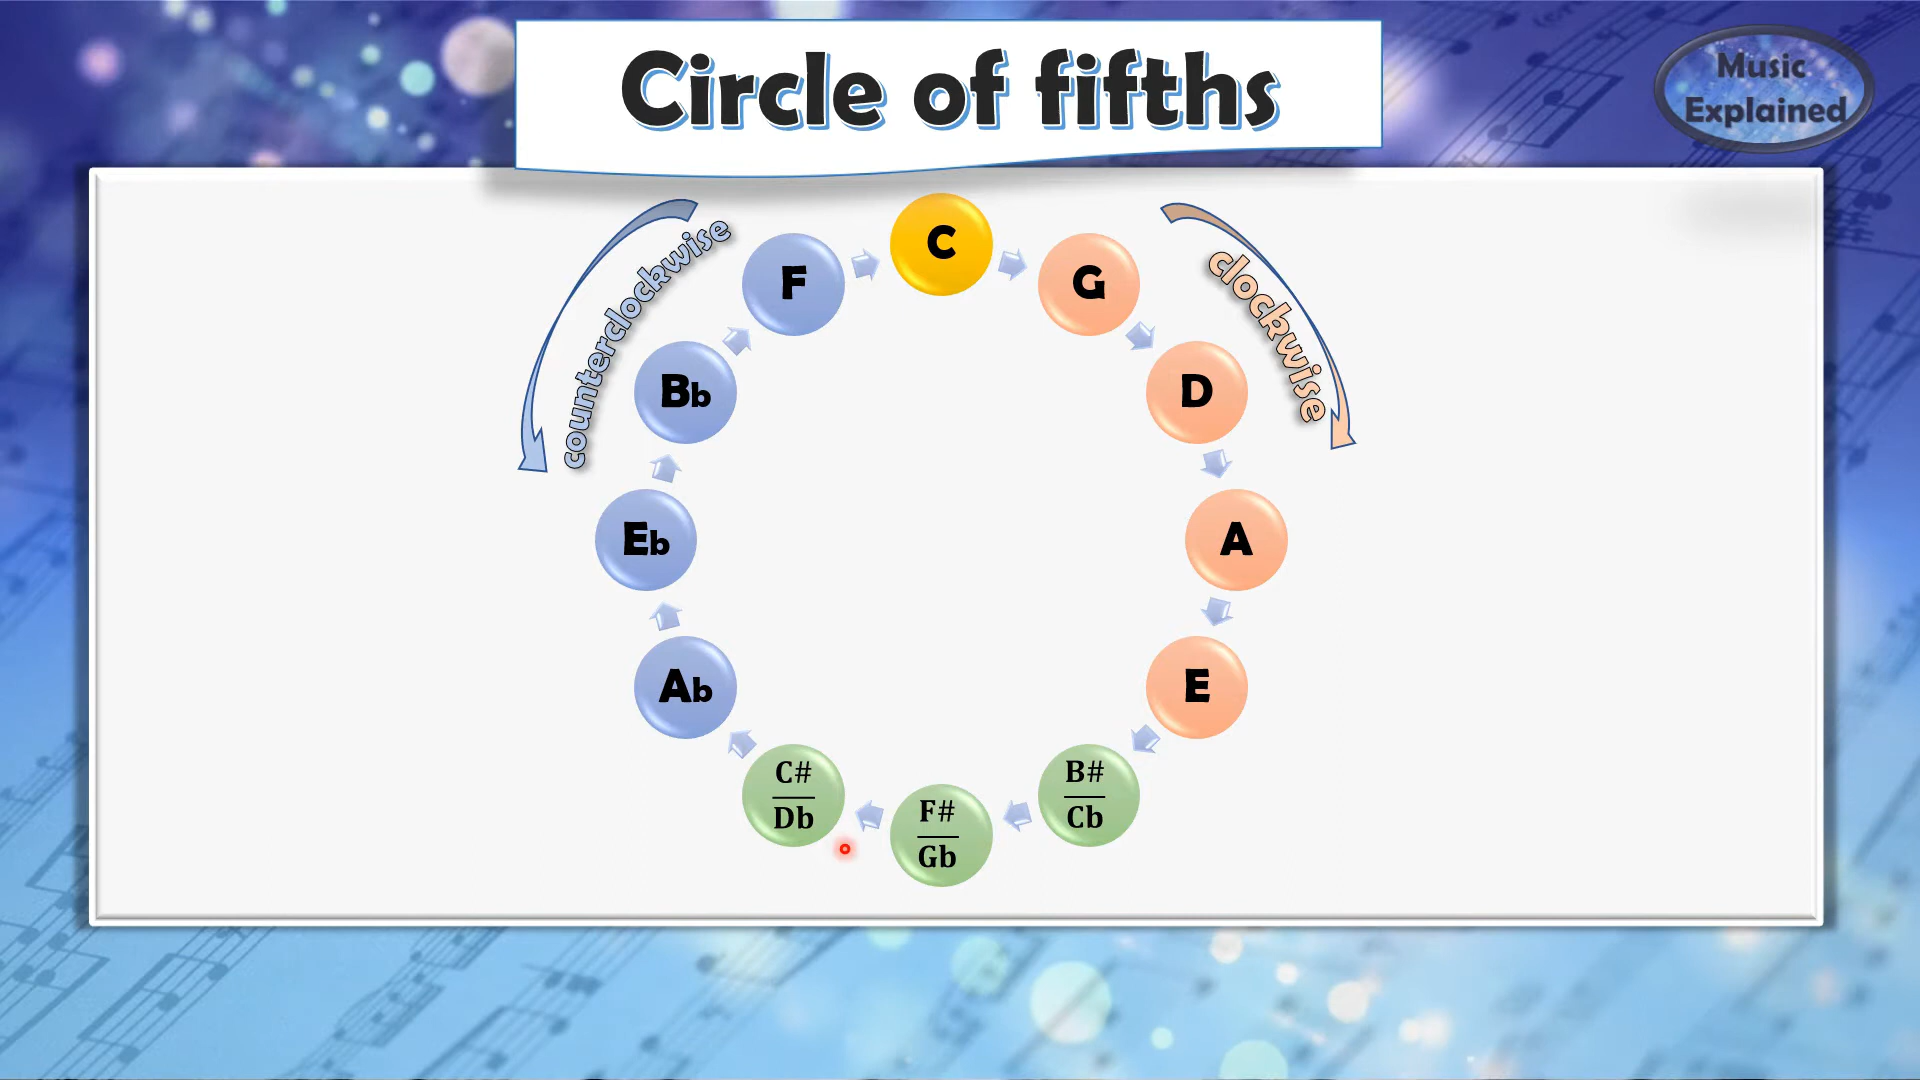 Circle of fifths
Music
Explained
counterclockwise
clockwise
C
G
D
A
E
B#
Cb
F#
Gb
C#
Db
Ab
Eb
Bb
F